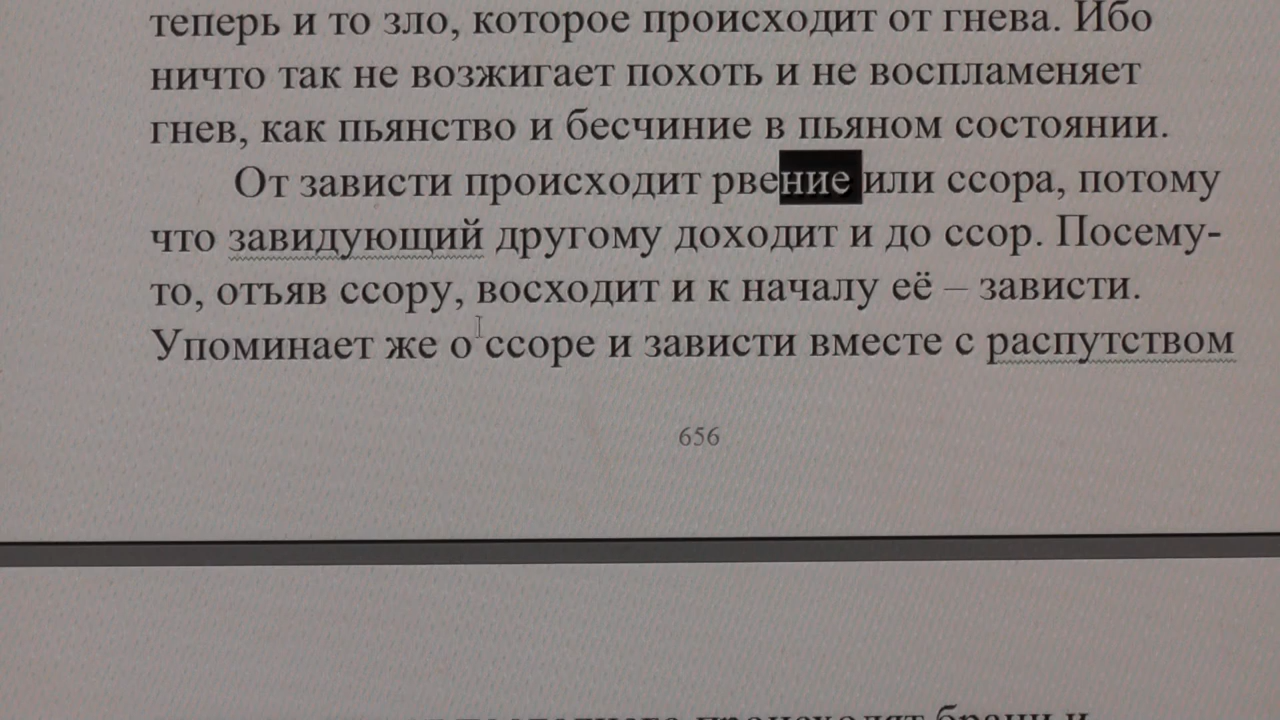 теперь и то зло, которое происходит от гнева. Ибо
ничто так не возжигает похоть и не воспламеняет
гнев, как пьянство и бесчиние в пьяном состоянии.
От зависти происходит рвение или ссора, потому
что завидующий другому доходит и до ссор. Посему-
то, отъяв ссору, восходит и к началу её – зависти.
Упоминает же о ссоре и зависти вместе с распутством
656
происходят брани и